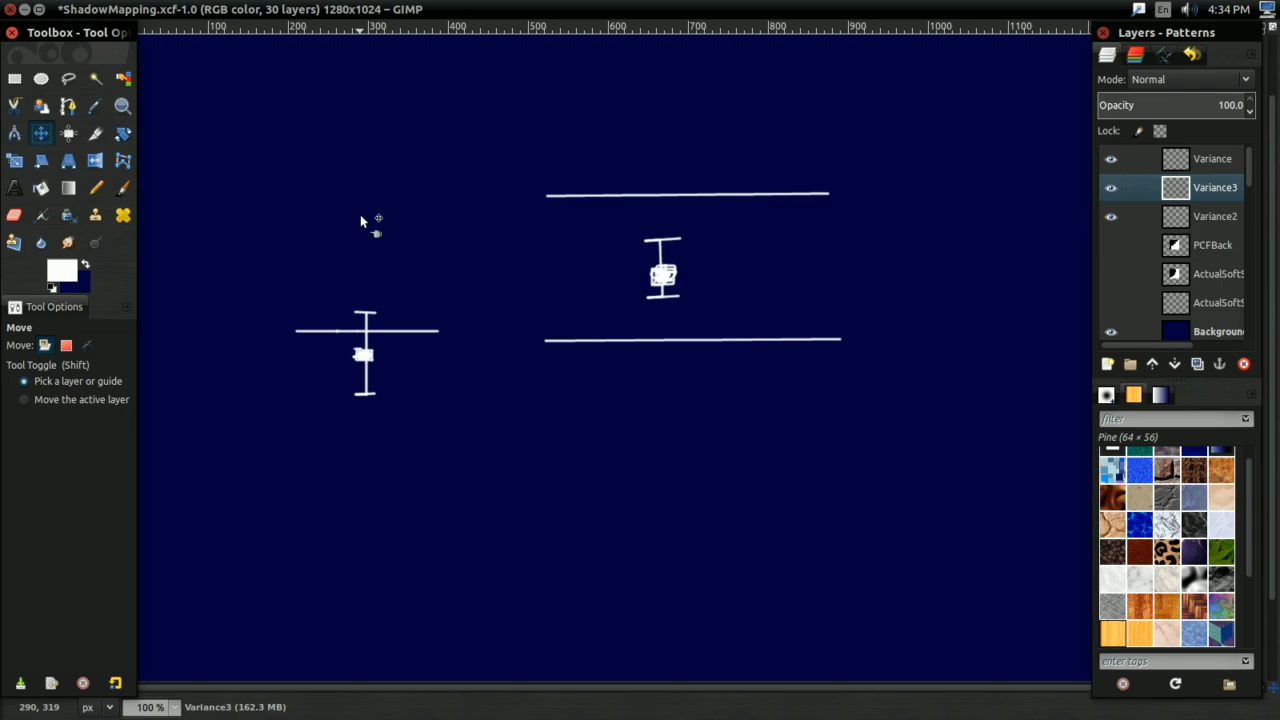 *ShadowMapping.xcf-1.0 (RGB color, 30 layers) 1280x1024 – GIMP
En
4:34 PM
Toolbox - Tool Op
100 200 300 400 500 600 700 800 900 1000 1100
Layers - Patterns
Mode: Normal
Opacity 100.0
Lock:
Variance
Variance3
Variance2
PCFBack
ActualSoftS
ActualSoftS
Backgroun
Tool Options
Move
Move:
Tool Toggle (Shift)
Pick a layer or guide
Move the active layer
filter
Pine (64 × 56)
enter tags
290, 319 px 100 % Variance3 (162.3 MB)